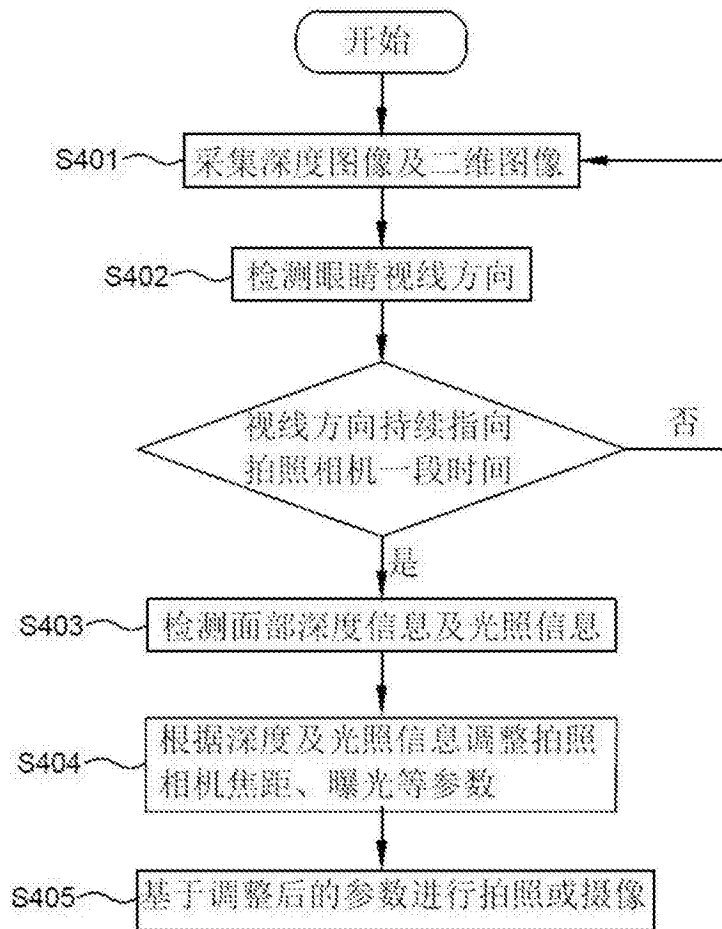 开始
S401
采集深度图像及二维图像
S402
检测眼睛视线方向
视线方向持续指向
拍照相机一段时间
否
是
S403
检测面部深度信息及光照信息
S404
根据深度及光照信息调整拍照
相机焦距、曝光等参数
S405
基于调整后的参数进行拍照或摄像